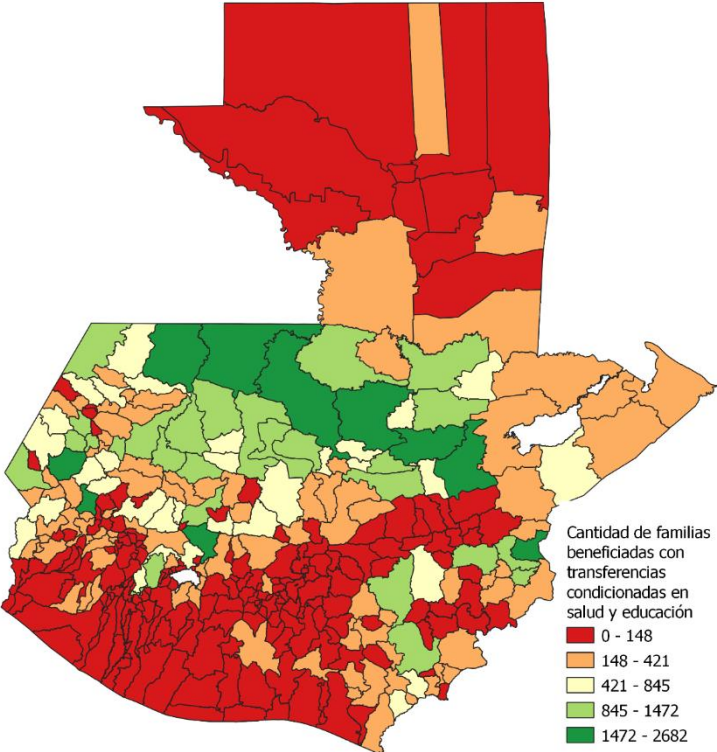 Cantidad de familias
beneficiadas con
transferencias
condicionadas en
salud y educación
0 - 148
148 - 421
421 - 845
845 - 1472
1472 - 2682